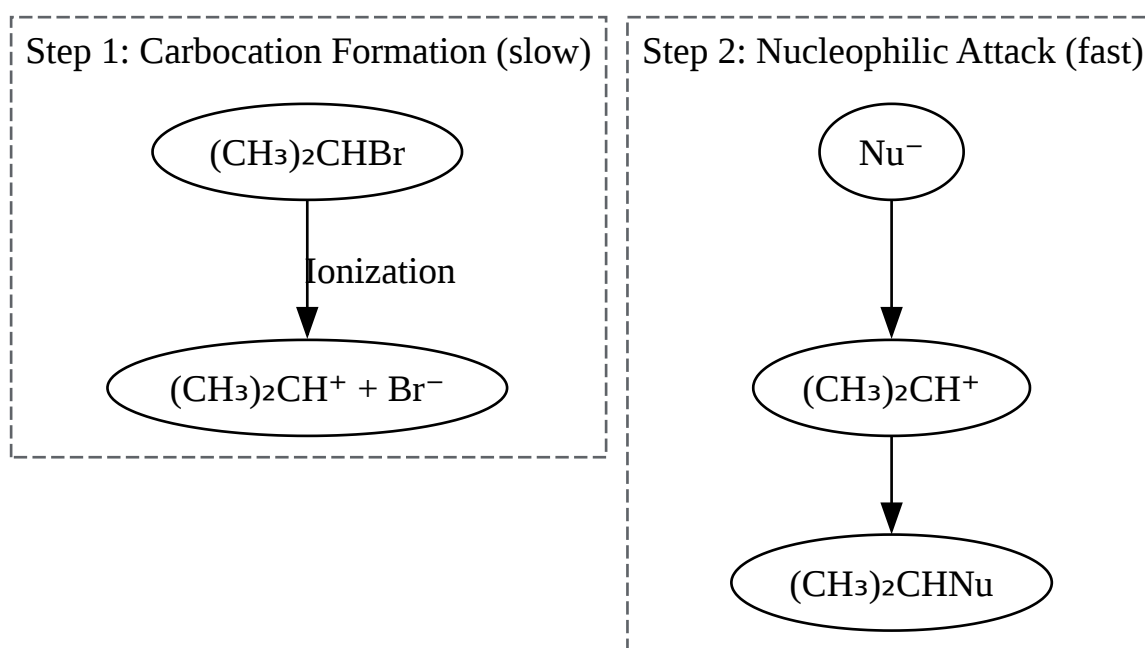 Step 1: Carbocation Formation (slow)
(CH₃)₂CHBr
Ionization
(CH₃)₂CH⁺ + Br⁻
Step 2: Nucleophilic Attack (fast)
Nu⁻
(CH₃)₂CH⁺
(CH₃)₂CHNu